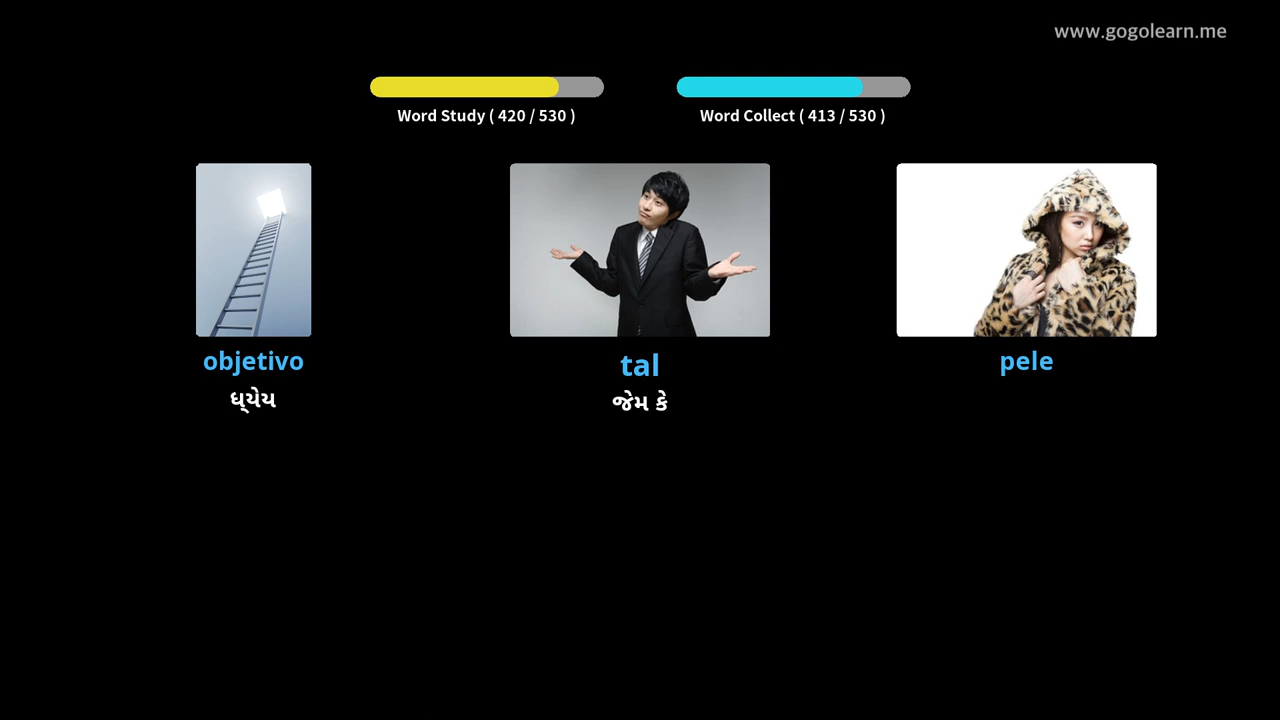 www.gogolearn.me
Word Study ( 420 / 530 )
Word Collect ( 413 / 530 )
objetivo
tal
pele
ધ્યેય
જેમ કે